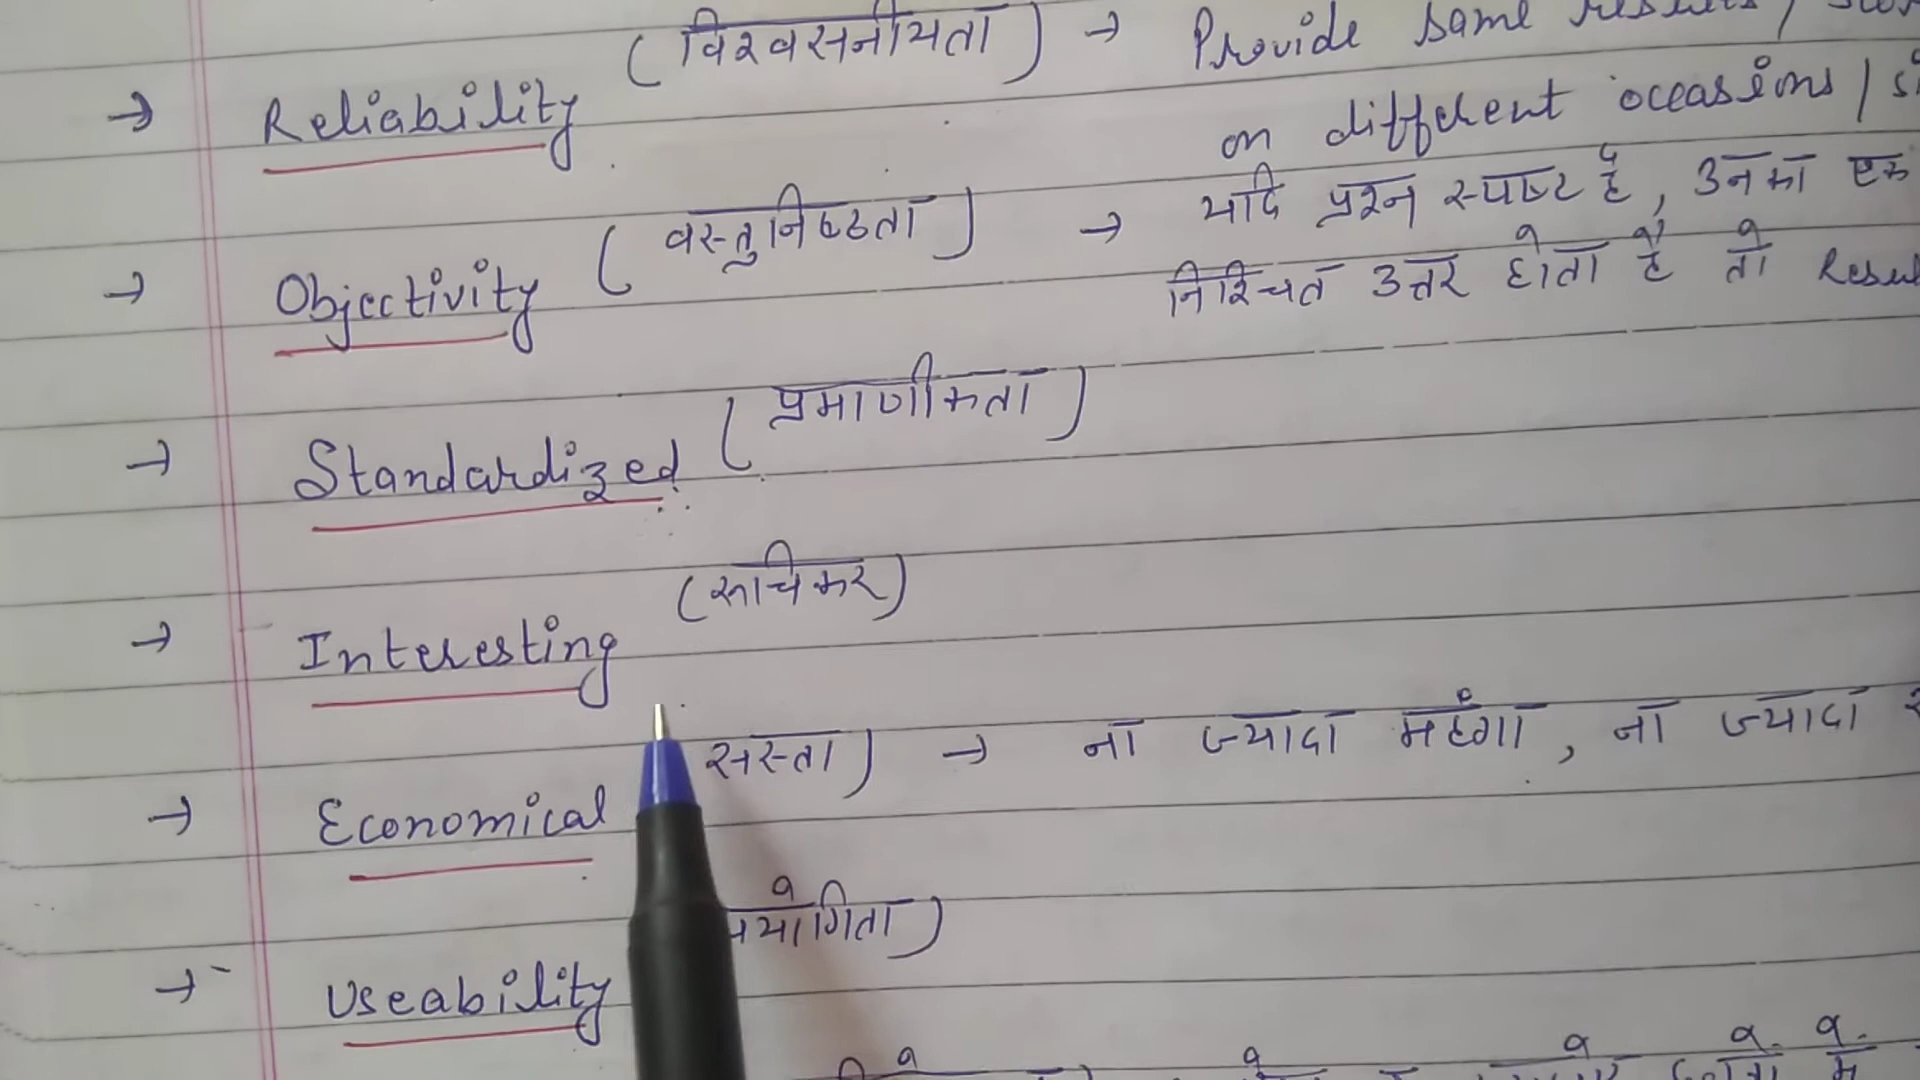 (विश्वसनीयता) → Provide same results /
→ Reliability
on different occasions /
→ Objectivity (वस्तुनिष्ठता) → यदि प्रश्न स्पष्ट है, उनका एक
निश्चित उत्तर होता है तो
→ Standardized (प्रमाणीकता)
→ Interesting (रूचिकर)
→ Economical सस्ता) → ना ज्यादा महंगा, ना ज्यादा
→ Useability